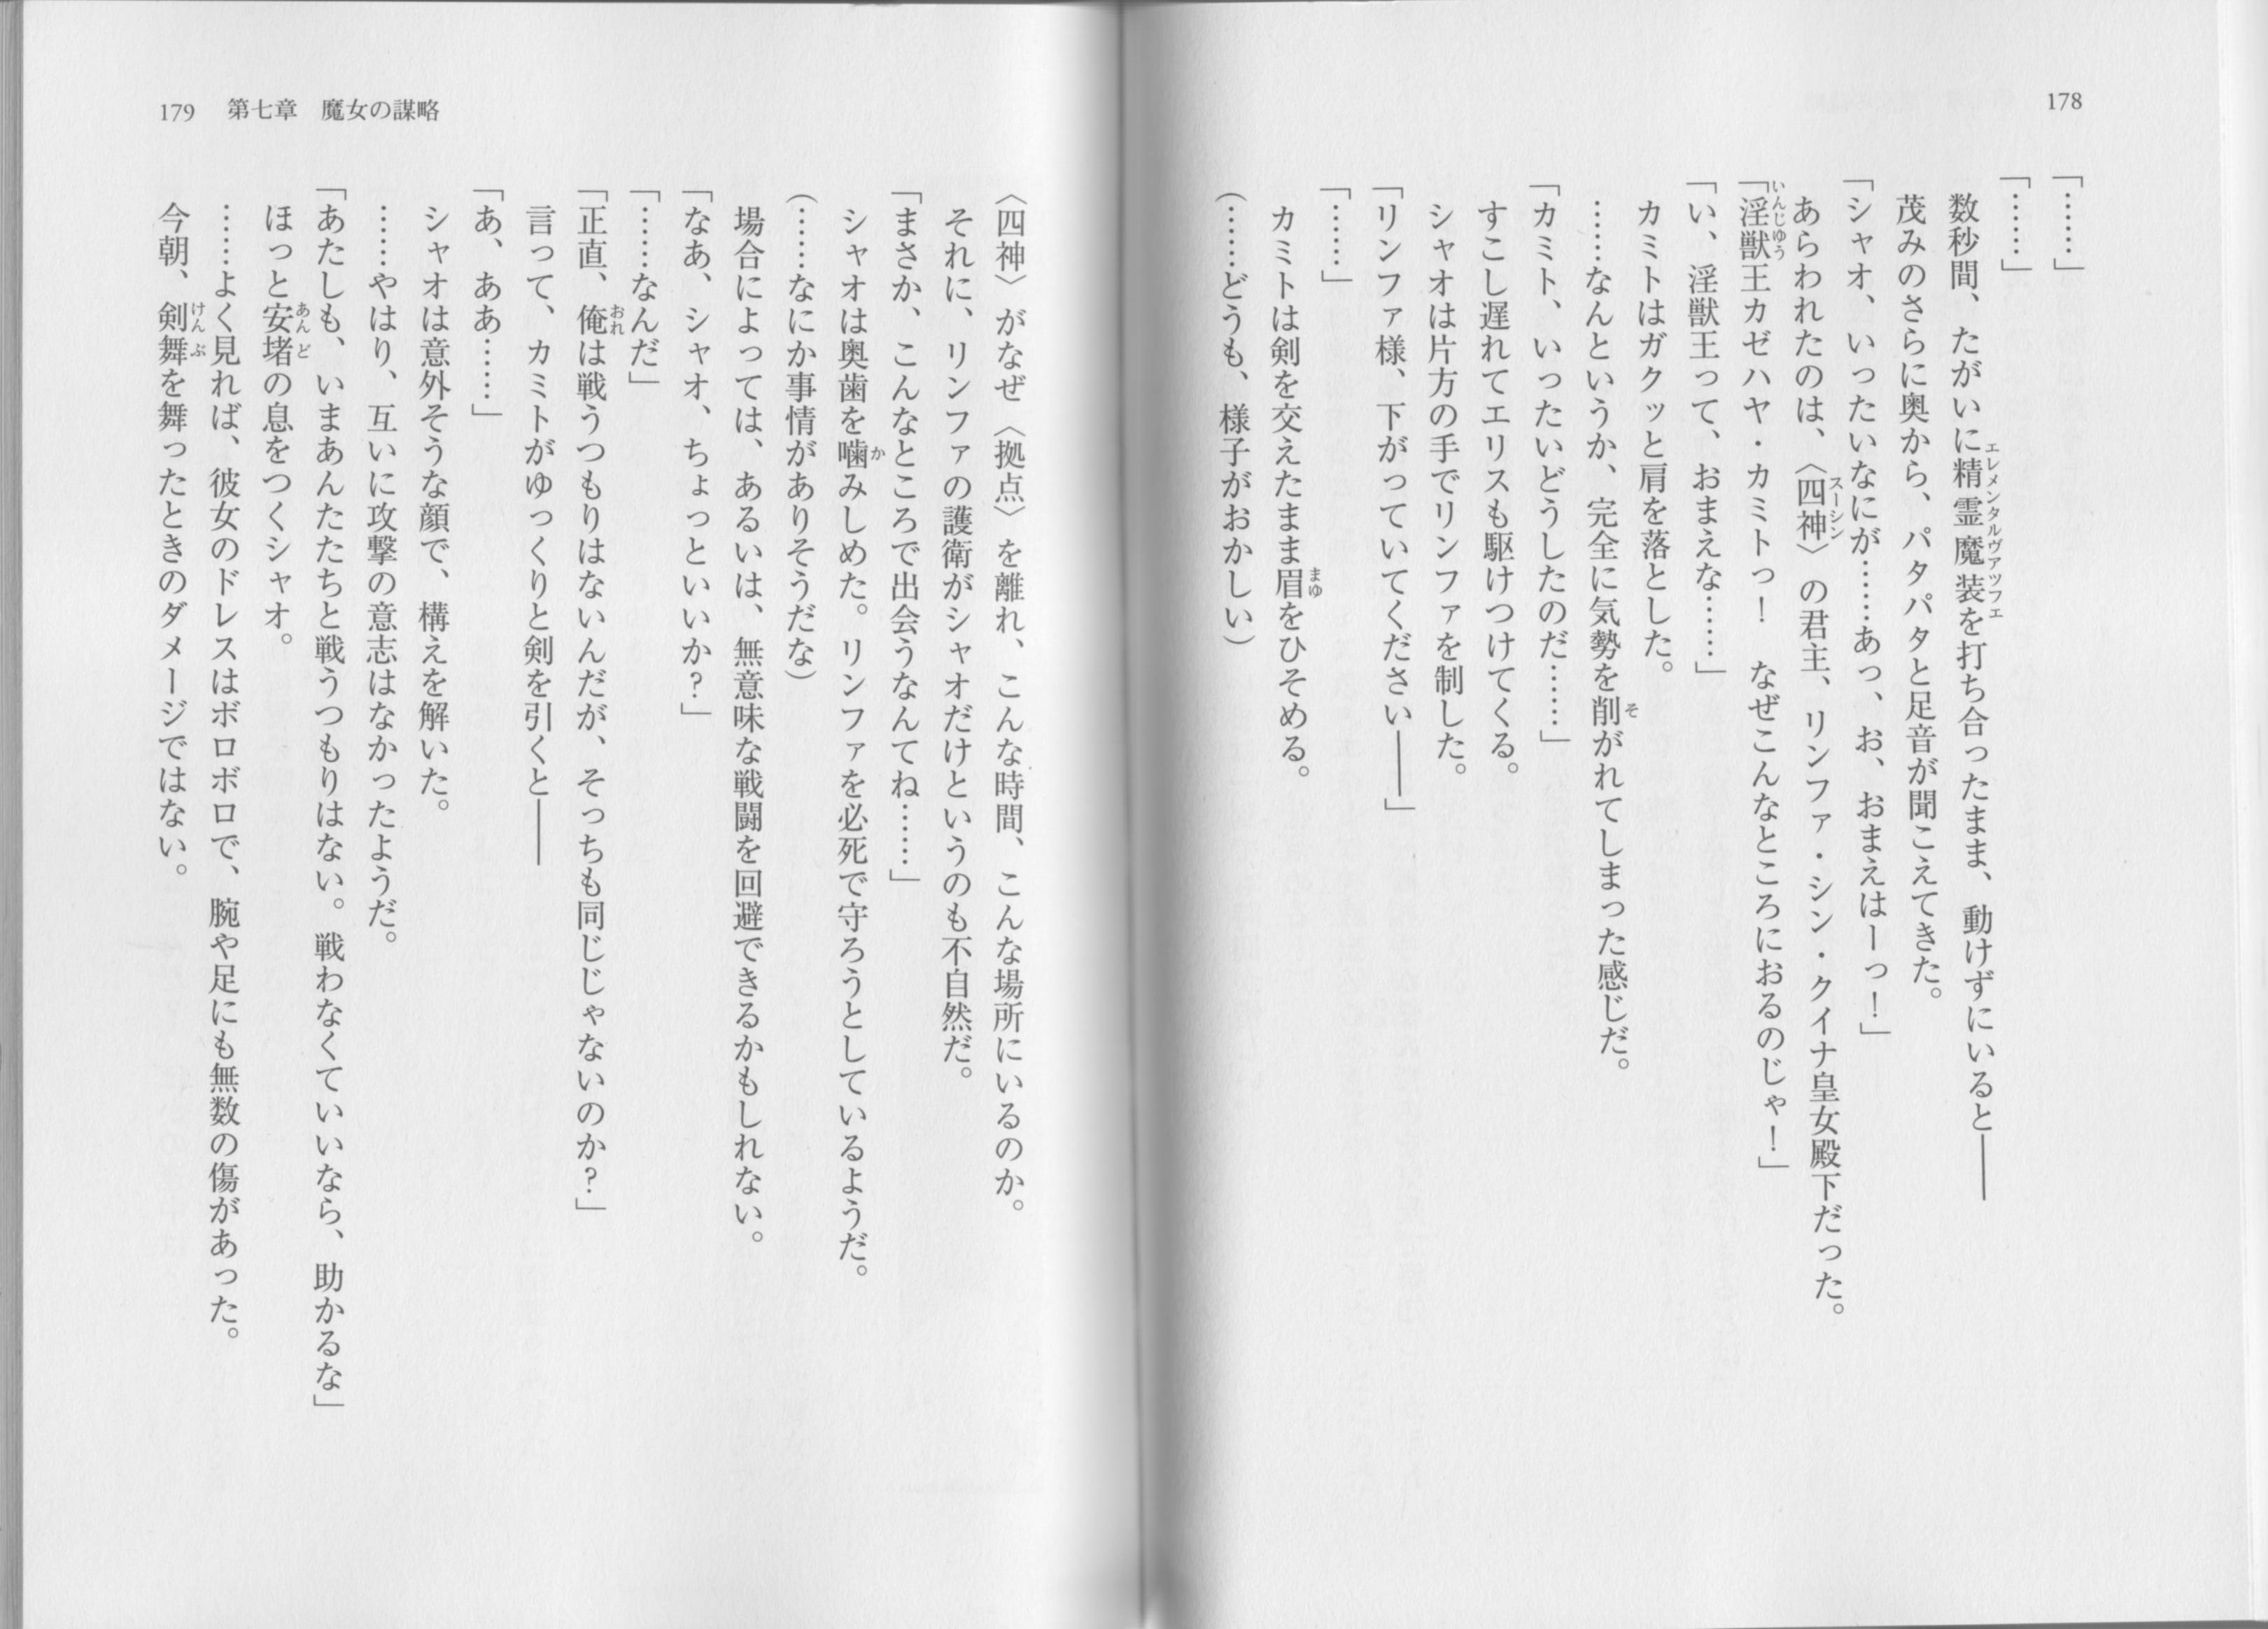 178
「……」
「……」
数秒間、たがいに精霊魔装を打ち合ったまま、動けずにいると――
茂みのさらに奥から、パタパタと足音が聞こえてきた。
「シャオ、いったいなにが……あっ、お、おまえはーっ！」
あらわれたのは、〈四神〉の君主、リンファ・シン・クイナ皇女殿下だった。
「淫獣王カゼハヤ・カミトっ！　なぜこんなところにおるのじゃ！」
「い、淫獣王って、おまえな……」
カミトはガクッと肩を落とした。
……なんというか、完全に気勢を削がれてしまった感じだ。
「カミト、いったいどうしたのだ……」
すこし遅れてエリスも駆けつけてくる。
シャオは片方の手でリンファを制した。
「リンファ様、下がっていてください――」
「……」
カミトは剣を交えたまま眉をひそめる。
（……どうも、様子がおかしい）
179　第七章　魔女の謀略
〈四神〉がなぜ〈拠点〉を離れ、こんな時間、こんな場所にいるのか。
それに、リンファの護衛がシャオだけというのも不自然だ。
「まさか、こんなところで出会うなんてね……」
シャオは奥歯を噛みしめた。リンファを必死で守ろうとしているようだ。
（……なにか事情がありそうだな）
場合によっては、あるいは、無意味な戦闘を回避できるかもしれない。
「なあ、シャオ、ちょっといいか？」
「……なんだ」
「正直、俺は戦うつもりはないんだが、そっちも同じじゃないのか？」
言って、カミトがゆっくりと剣を引くと――
「あ、ああ……」
シャオは意外そうな顔で、構えを解いた。
……やはり、互いに攻撃の意志はなかったようだ。
「あたしも、いまあんたたちと戦うつもりはない。戦わなくていいなら、助かるな」
ほっと安堵の息をつくシャオ。
……よく見れば、彼女のドレスはボロボロで、腕や足にも無数の傷があった。
今朝、剣舞を舞ったときのダメージではない。